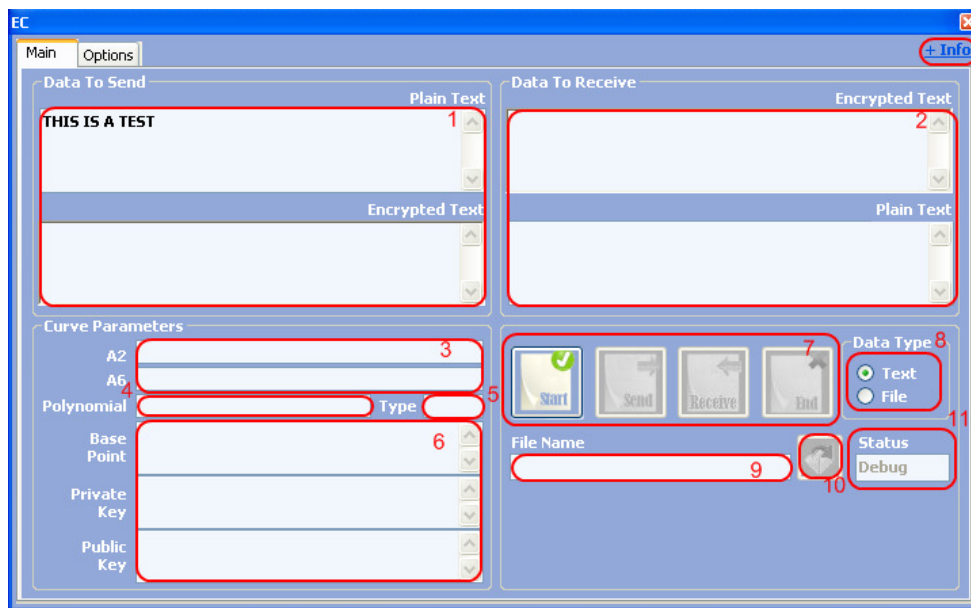 EC
Main Options + Info
Data To Send
Plain Text
THIS IS A TEST
1
Encrypted Text
Data To Receive
Encrypted Text
2
Plain Text
Curve Parameters
A2 3
A6
4 Polynomial Type 5
Base Point 6
Private Key
Public Key
Start Send Receive End 7
Data Type 8
Text
File
File Name
9
10
11
Status
Debug